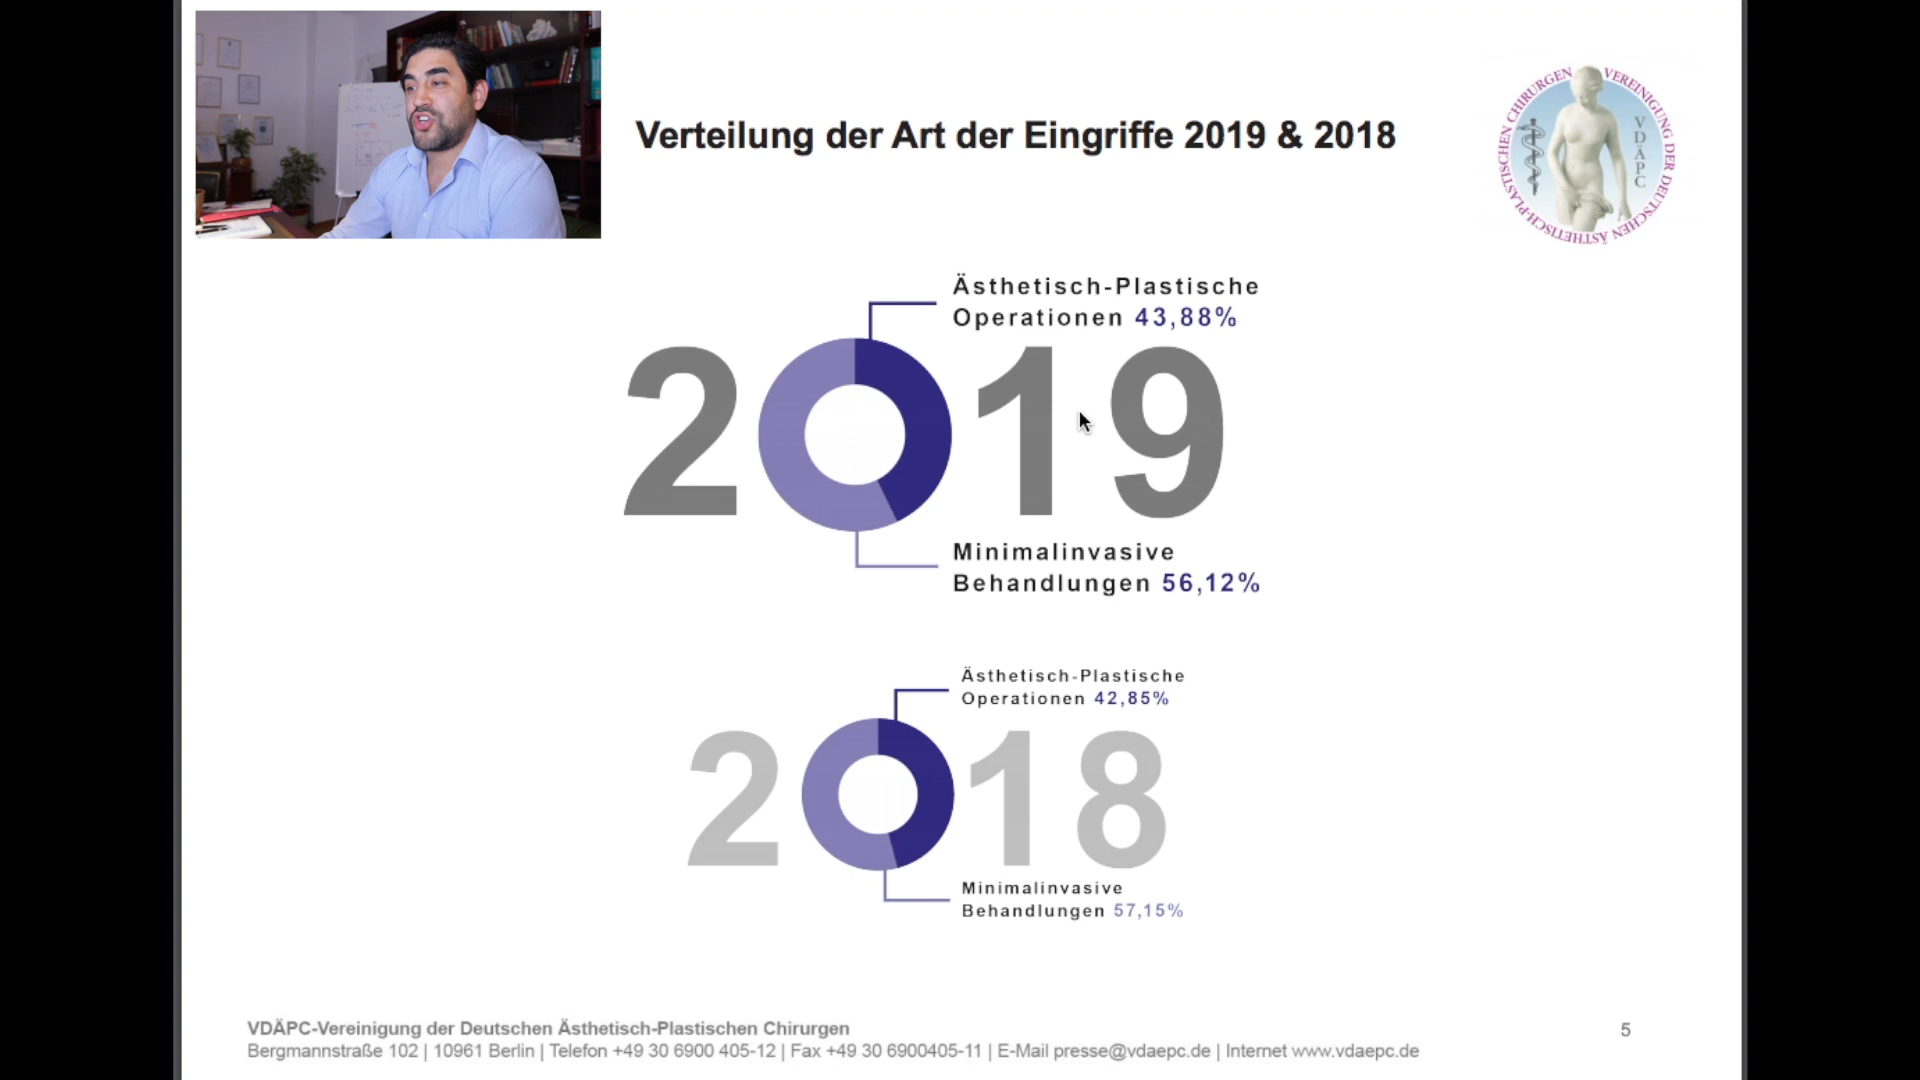 Verteilung der Art der Eingriffe 2019 & 2018
VEREINIGUNG DER DEUTSCHEN ÄSTHETISCH-PLASTISCHEN CHIRURGEN
VDÄPC
Ästhetisch-Plastische
Operationen 43,88%
2019
Minimalinvasive
Behandlungen 56,12%
Ästhetisch-Plastische
Operationen 42,85%
2018
Minimalinvasive
Behandlungen 57,15%
VDÄPC-Vereinigung der Deutschen Ästhetisch-Plastischen Chirurgen
5
Bergmannstraße 102 | 10961 Berlin | Telefon +49 30 6900 405-12 | Fax +49 30 6900405-11 | E-Mail presse@vdaepc.de | Internet www.vdaepc.de